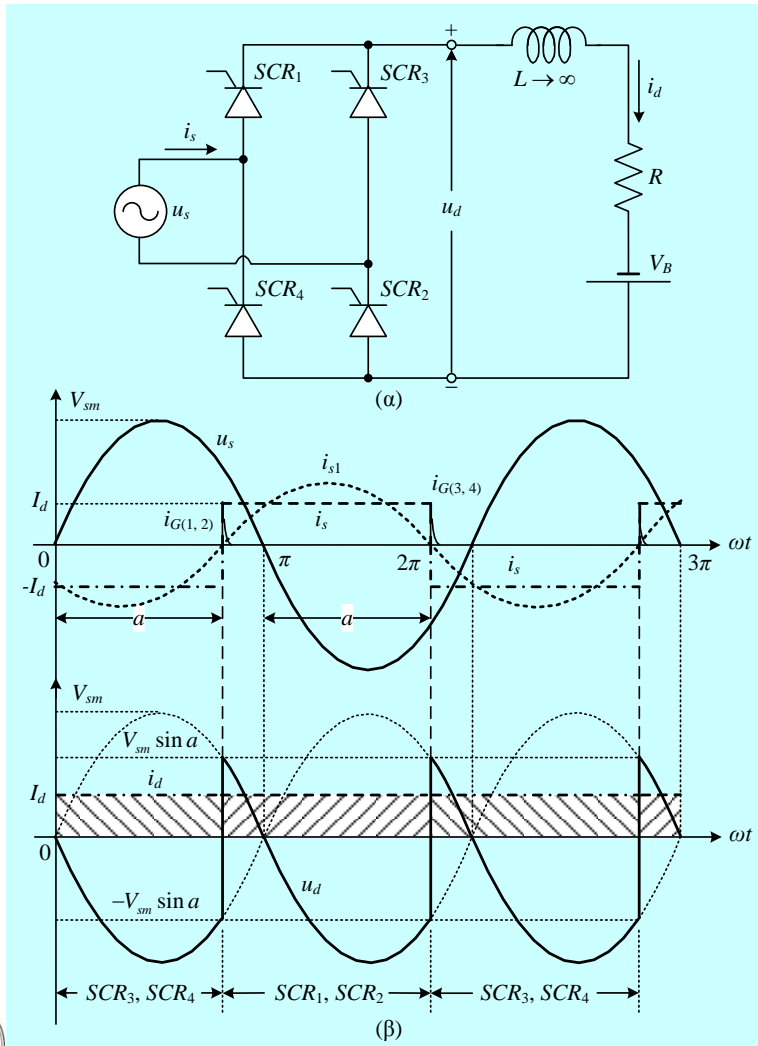 SCR₁
SCR₃
+
L → ∞
i_d
i_s
R
u_s
u_d
SCR₄
SCR₂
V_B
−
(α)
V_sm
u_s
i_s1
i_G(3, 4)
I_d
i_G(1, 2)
i_s
0
π
2π
i_s
3π
ωt
-I_d
a
a
V_sm
V_sm sin a
i_d
I_d
0
ωt
−V_sm sin a
u_d
SCR₃, SCR₄
SCR₁, SCR₂
SCR₃, SCR₄
(β)